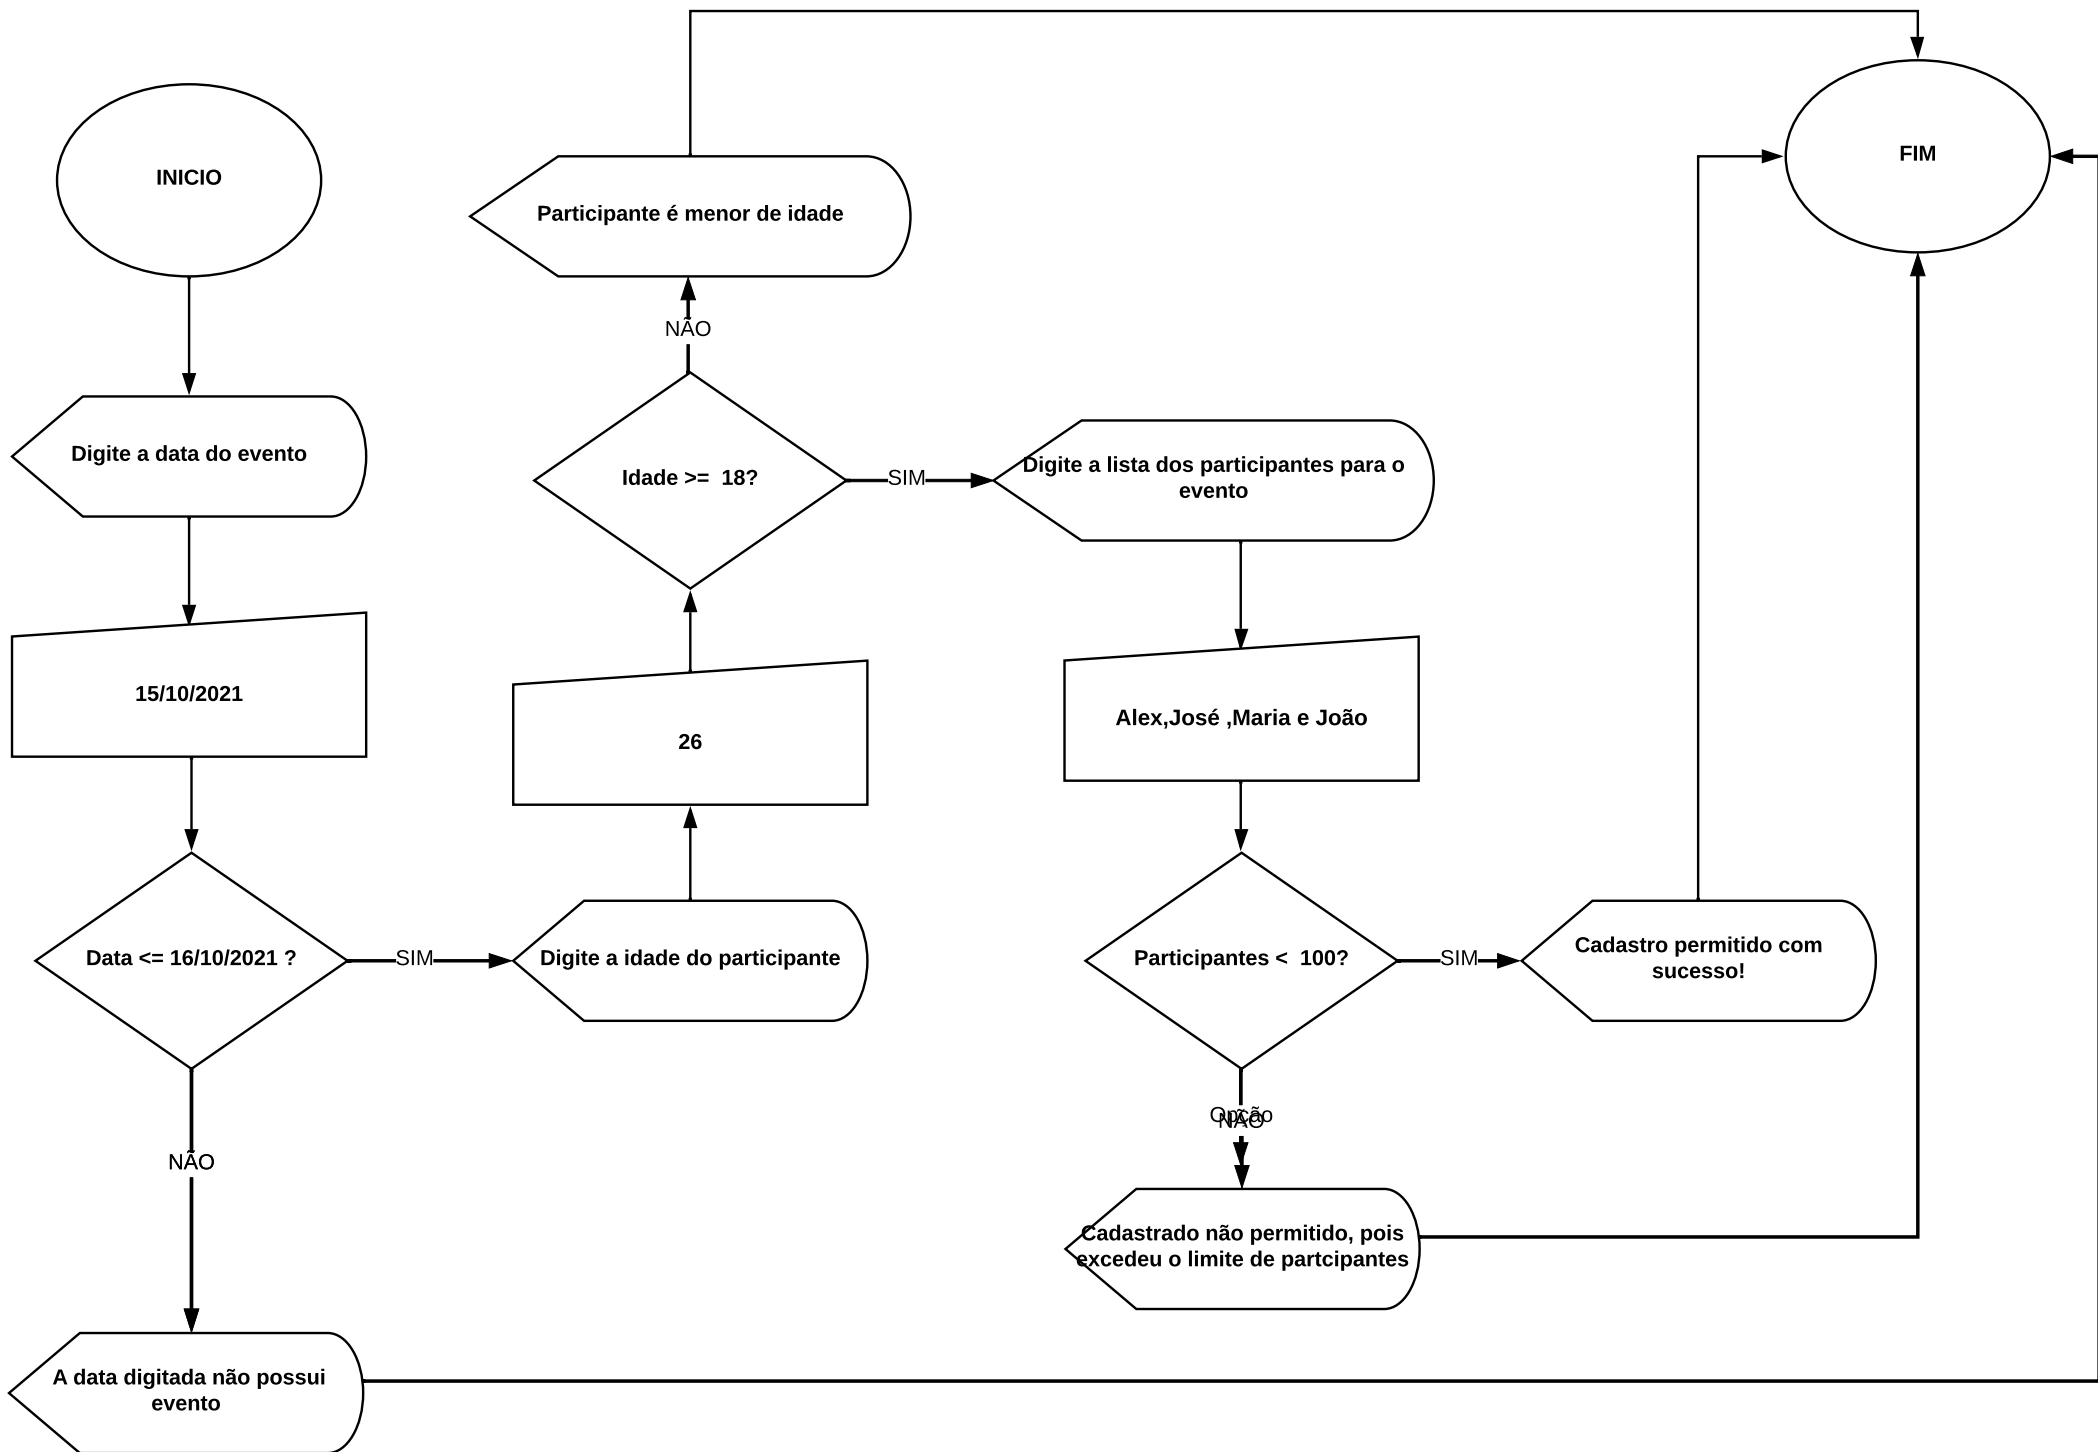 INICIO
Digite a data do evento
15/10/2021
Data <= 16/10/2021 ?
SIM
NÃO
A data digitada não possui
evento
Digite a idade do participante
26
Idade >=  18?
NÃO
Participante é menor de idade
SIM
Digite a lista dos participantes para o
evento
Alex,José ,Maria e João
Participantes <  100?
SIM
Cadastro permitido com
sucesso!
Opção
NÃO
Cadastrado não permitido, pois
excedeu o limite de partcipantes
FIM